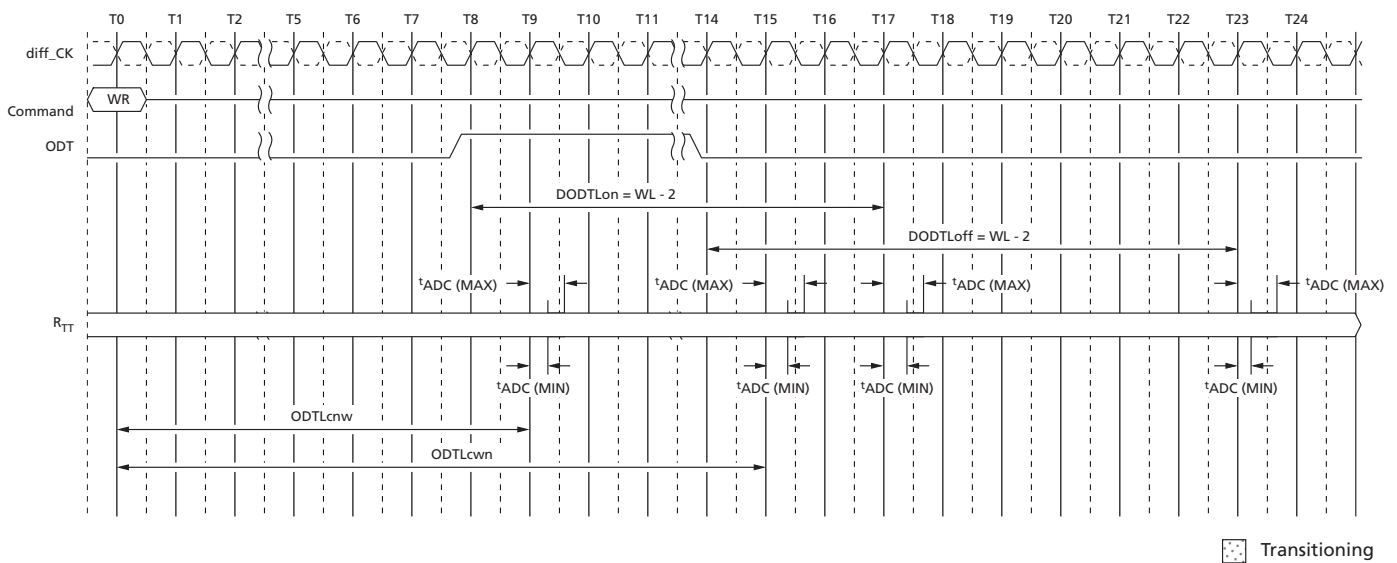 T0 T1 T2 T5 T6 T7 T8 T9 T10 T11 T14 T15 T16 T17 T18 T19 T20 T21 T22 T23 T24
diff_CK
WR
Command
ODT
DODTLon = WL - 2
DODTLoff = WL - 2
tADC (MAX) tADC (MAX) tADC (MAX) tADC (MAX)
RTT
tADC (MIN) tADC (MIN) tADC (MIN) tADC (MIN)
ODTLcnw
ODTLcwn
Transitioning